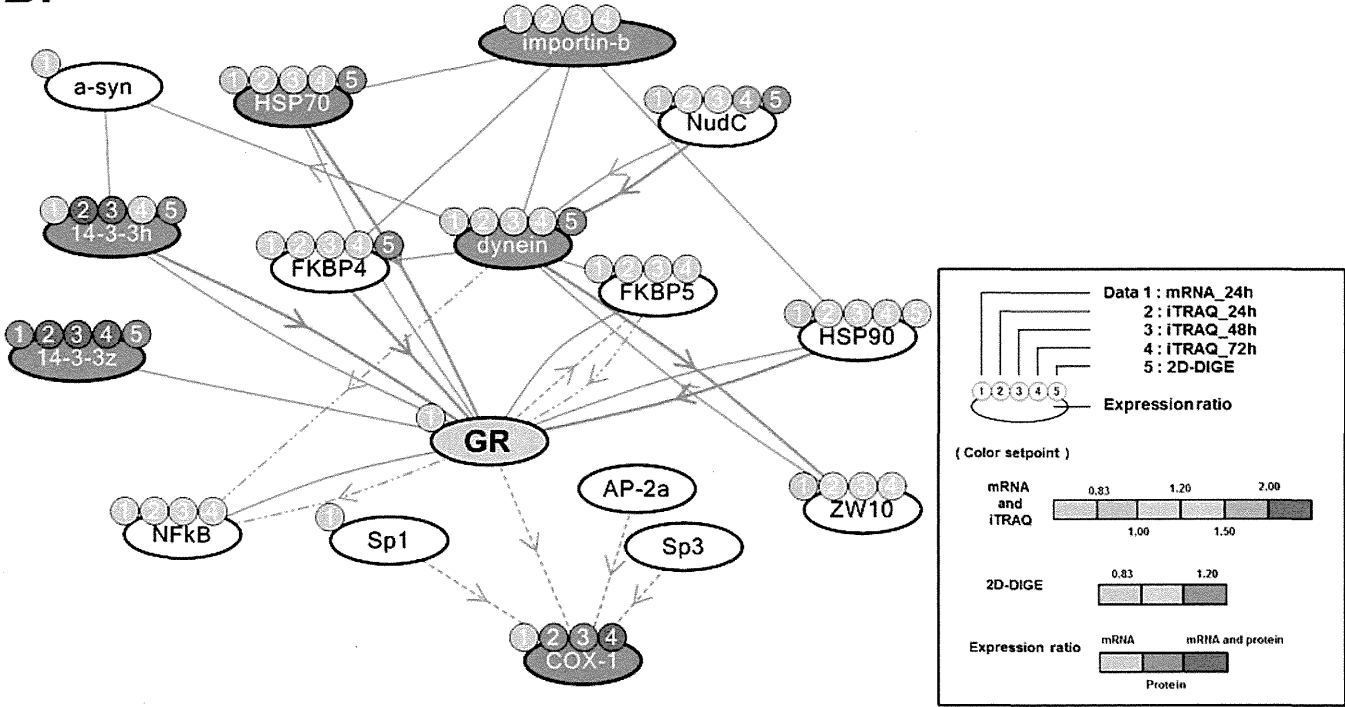 1 2 3 4
importin-b
1
a-syn
1 2 3 4 5
HSP70
1 2 3 4 5
NudC
1 2 3 4 5
14-3-3h
1 2 3 4 5
FKBP4
1 2 3 4 5
dynein
1 2 3 4
FKBP5
1 2 3 4 5
HSP90
1 2 3 4 5
14-3-3z
1
GR
1 2 3 4
NFkB
1
Sp1
AP-2a
Sp3
1 2 3 4
ZW10
1 2 3 4
COX-1
Data 1 : mRNA_24h
2 : iTRAQ_24h
3 : iTRAQ_48h
4 : iTRAQ_72h
5 : 2D-DIGE
1 2 3 4 5
Expression ratio
( Color setpoint )
mRNA
and
iTRAQ
0.83 1.20 2.00
1.00 1.50
2D-DIGE
0.83 1.20
Expression ratio
mRNA mRNA and protein
Protein